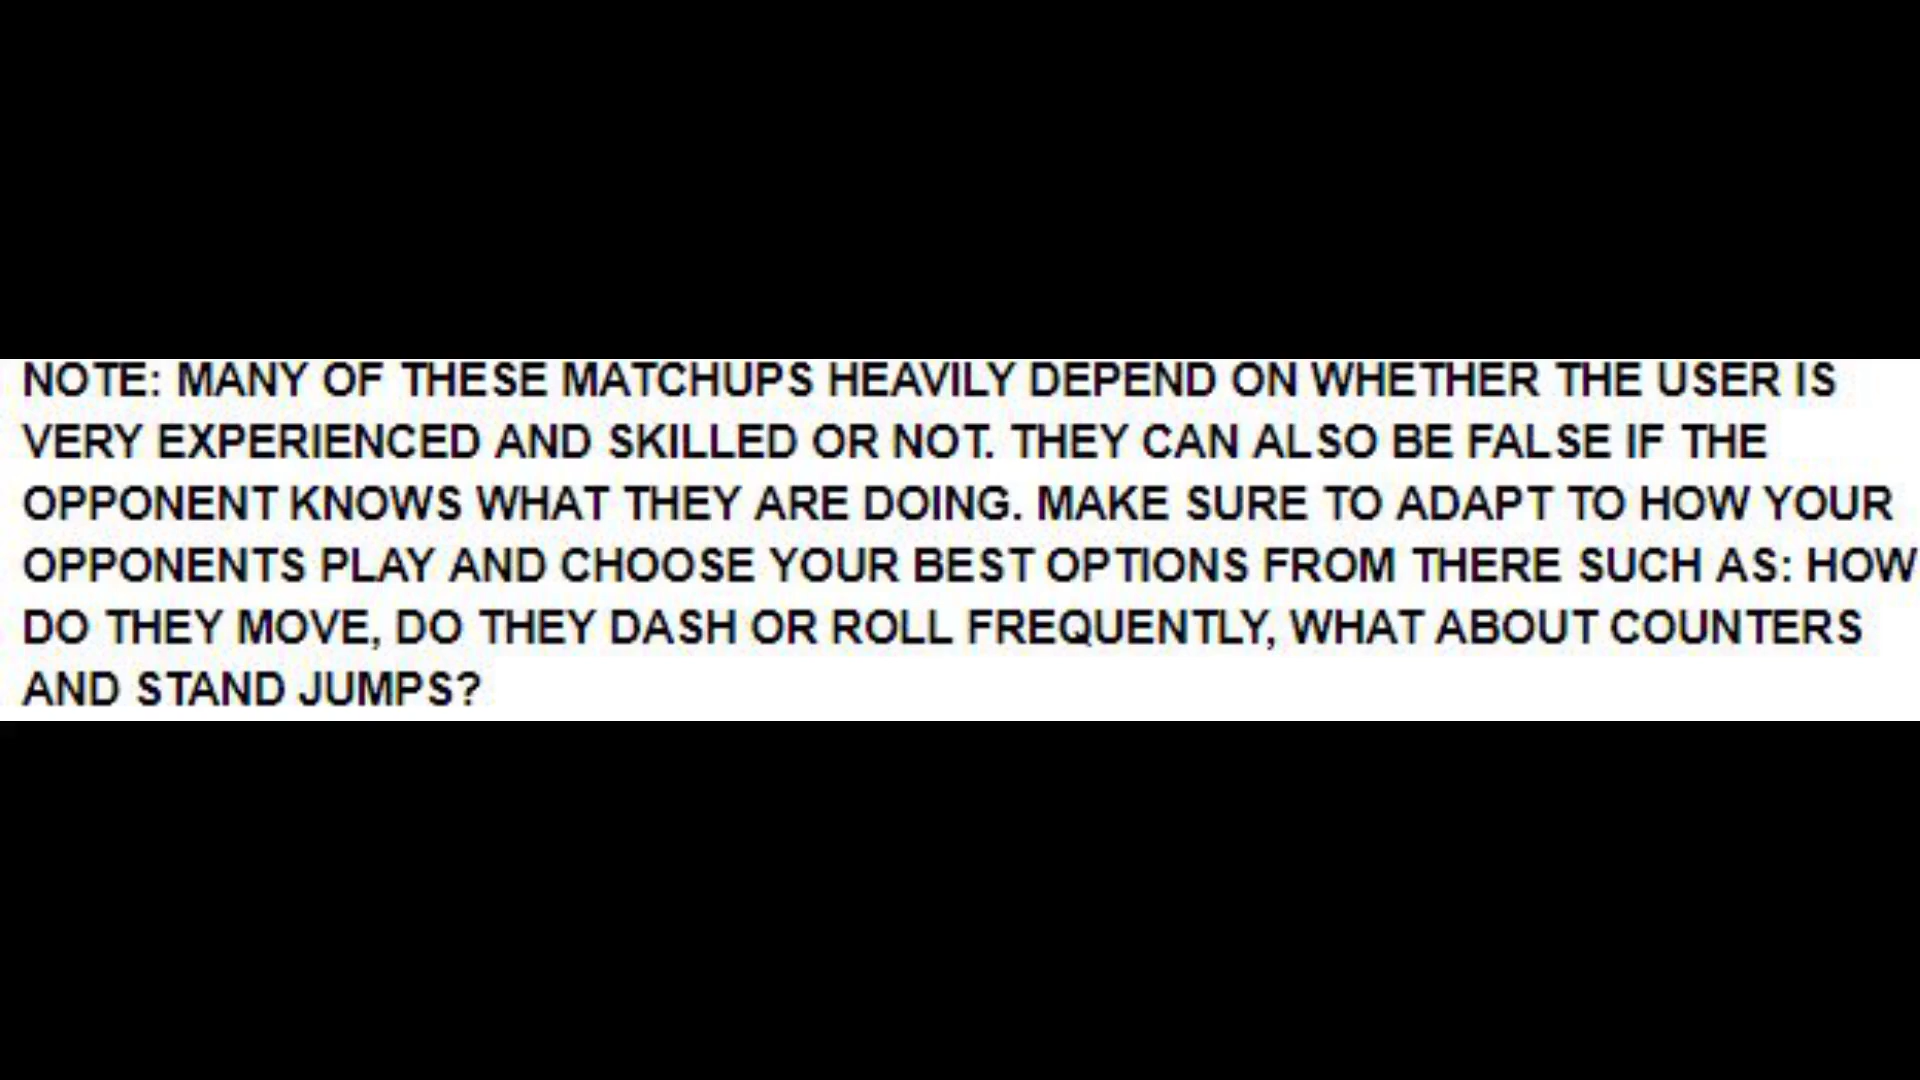 NOTE: MANY OF THESE MATCHUPS HEAVILY DEPEND ON WHETHER THE USER IS
VERY EXPERIENCED AND SKILLED OR NOT. THEY CAN ALSO BE FALSE IF THE
OPPONENT KNOWS WHAT THEY ARE DOING. MAKE SURE TO ADAPT TO HOW YOUR
OPPONENTS PLAY AND CHOOSE YOUR BEST OPTIONS FROM THERE SUCH AS: HOW
DO THEY MOVE, DO THEY DASH OR ROLL FREQUENTLY, WHAT ABOUT COUNTERS
AND STAND JUMPS?